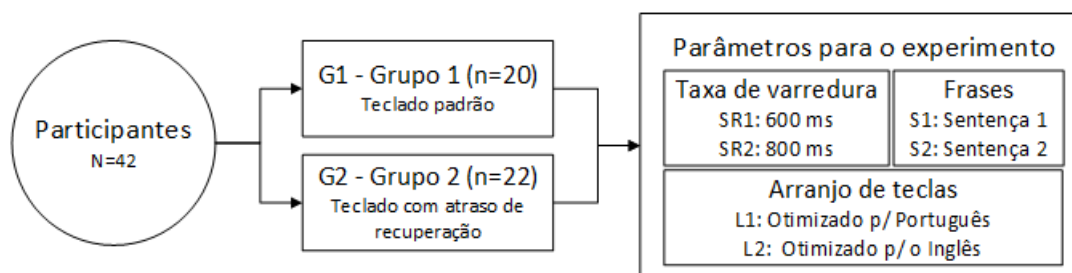 Participantes
N=42
G1 - Grupo 1 (n=20)
Teclado padrão
G2 - Grupo 2 (n=22)
Teclado com atraso de
recuperação
Parâmetros para o experimento
Taxa de varredura
SR1: 600 ms
SR2: 800 ms
Frases
S1: Sentença 1
S2: Sentença 2
Arranjo de teclas
L1: Otimizado p/ Português
L2: Otimizado p/ o Inglês